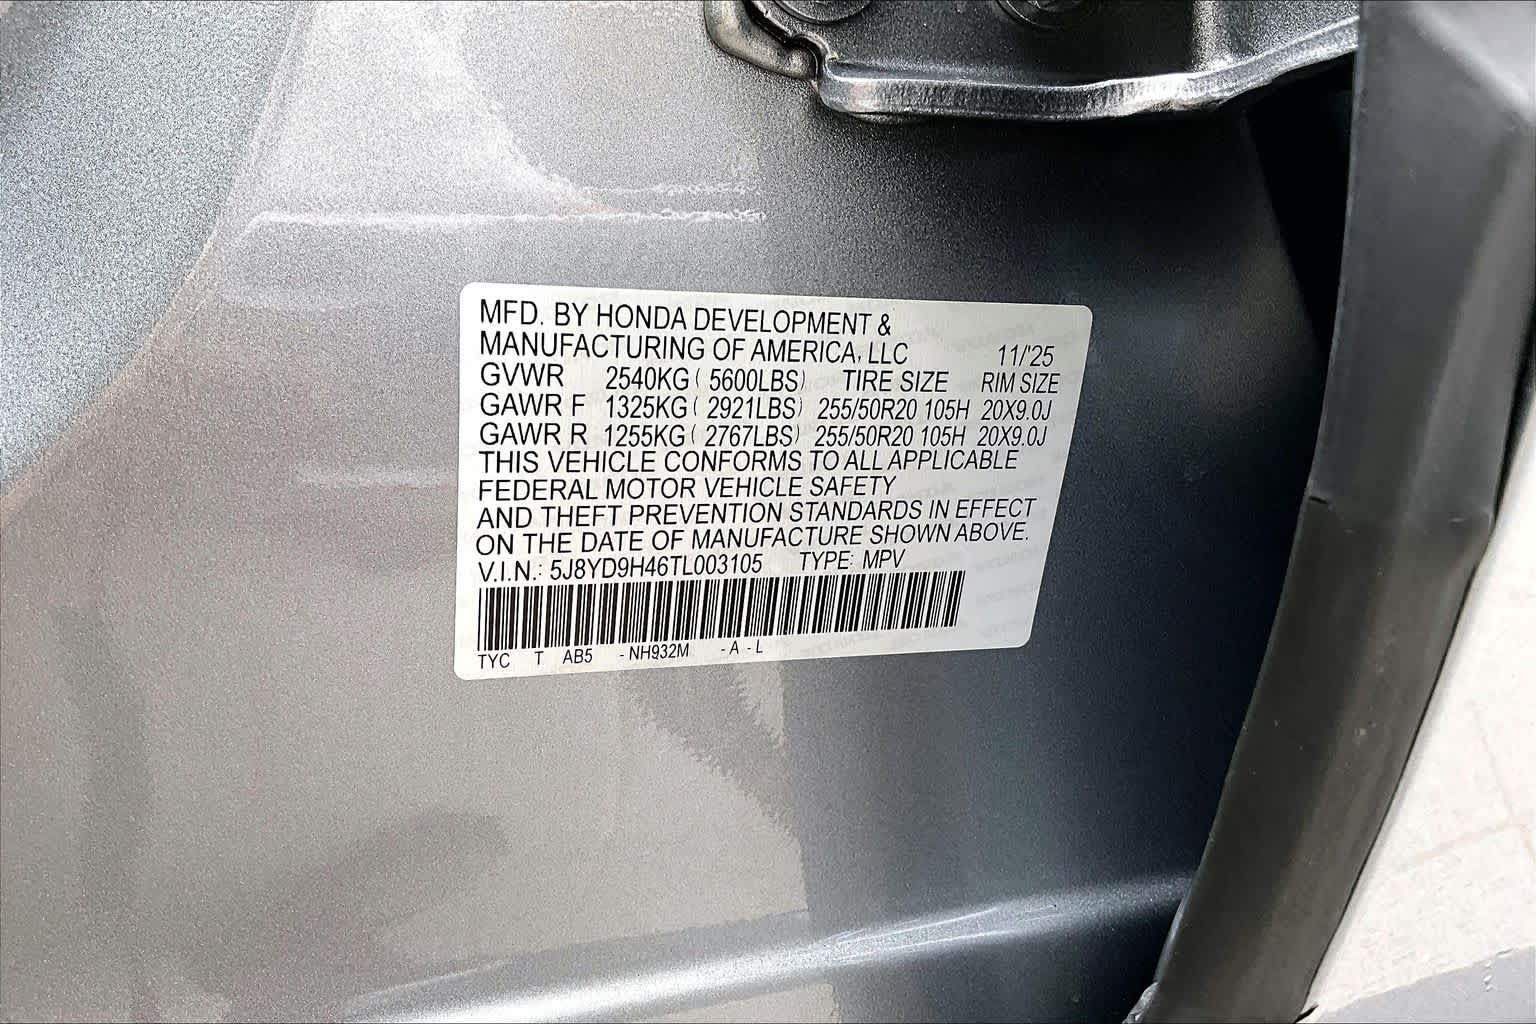 MFD. BY HONDA DEVELOPMENT &
MANUFACTURING OF AMERICA, LLC 11/'25
GVWR 2540KG ( 5600LBS) TIRE SIZE RIM SIZE
GAWR F 1325KG ( 2921LBS) 255/50R20 105H 20X9.0J
GAWR R 1255KG ( 2767LBS) 255/50R20 105H 20X9.0J
THIS VEHICLE CONFORMS TO ALL APPLICABLE
FEDERAL MOTOR VEHICLE SAFETY
AND THEFT PREVENTION STANDARDS IN EFFECT
ON THE DATE OF MANUFACTURE SHOWN ABOVE.
V.I.N.: 5J8YD9H46TL003105 TYPE: MPV
TYC T AB5 - NH932M - A - L